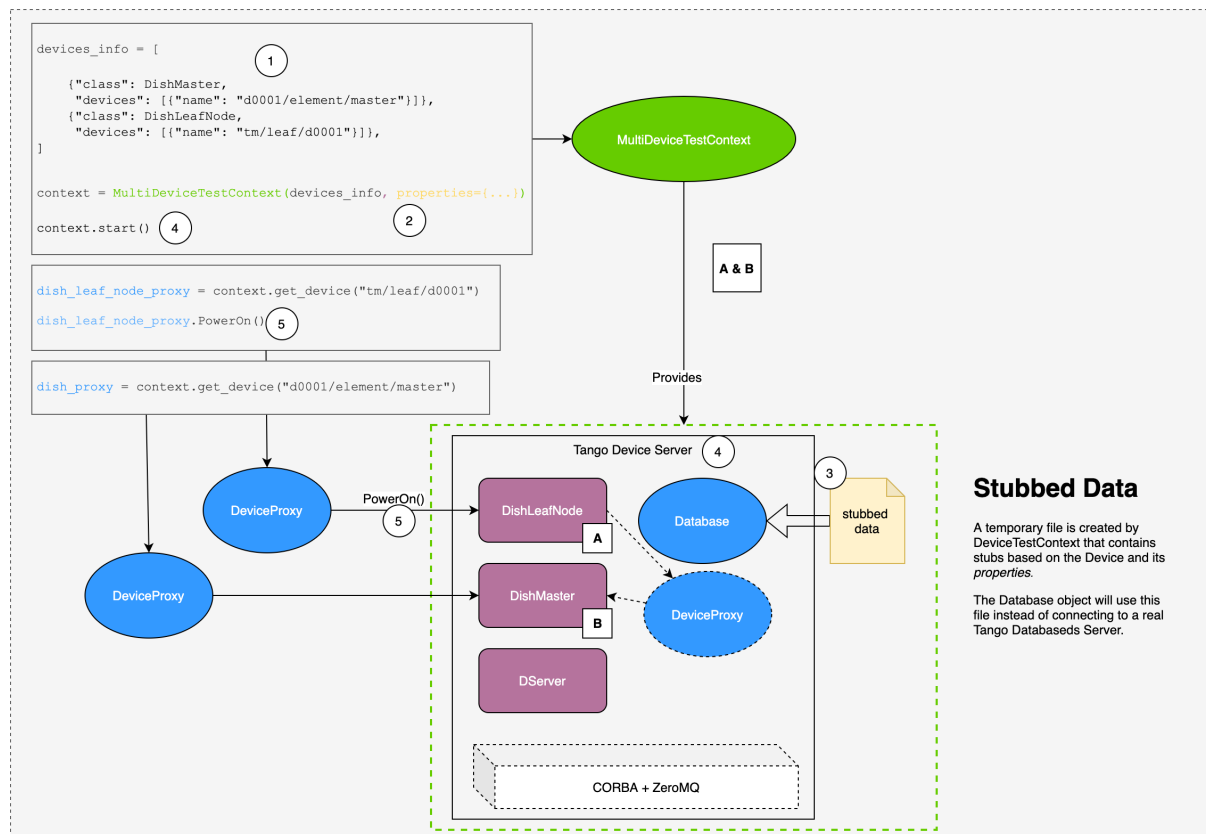 devices_info = [
1
{"class": DishMaster,
"devices": [{"name": "d0001/element/master"}]},
{"class": DishLeafNode,
"devices": [{"name": "tm/leaf/d0001"}]},
]
context = MultiDeviceTestContext(devices_info, properties={...})
2
context.start()
4
MultiDeviceTestContext
A & B
dish_leaf_node_proxy = context.get_device("tm/leaf/d0001")
dish_leaf_node_proxy.PowerOn()
5
dish_proxy = context.get_device("d0001/element/master")
Provides
Tango Device Server
4
3
PowerOn()
5
DeviceProxy
DeviceProxy
DishLeafNode
A
Database
stubbed
data
DishMaster
B
DeviceProxy
DServer
CORBA + ZeroMQ
Stubbed Data
A temporary file is created by
DeviceTestContext that contains
stubs based on the Device and its
properties.
The Database object will use this
file instead of connecting to a real
Tango Databaseds Server.